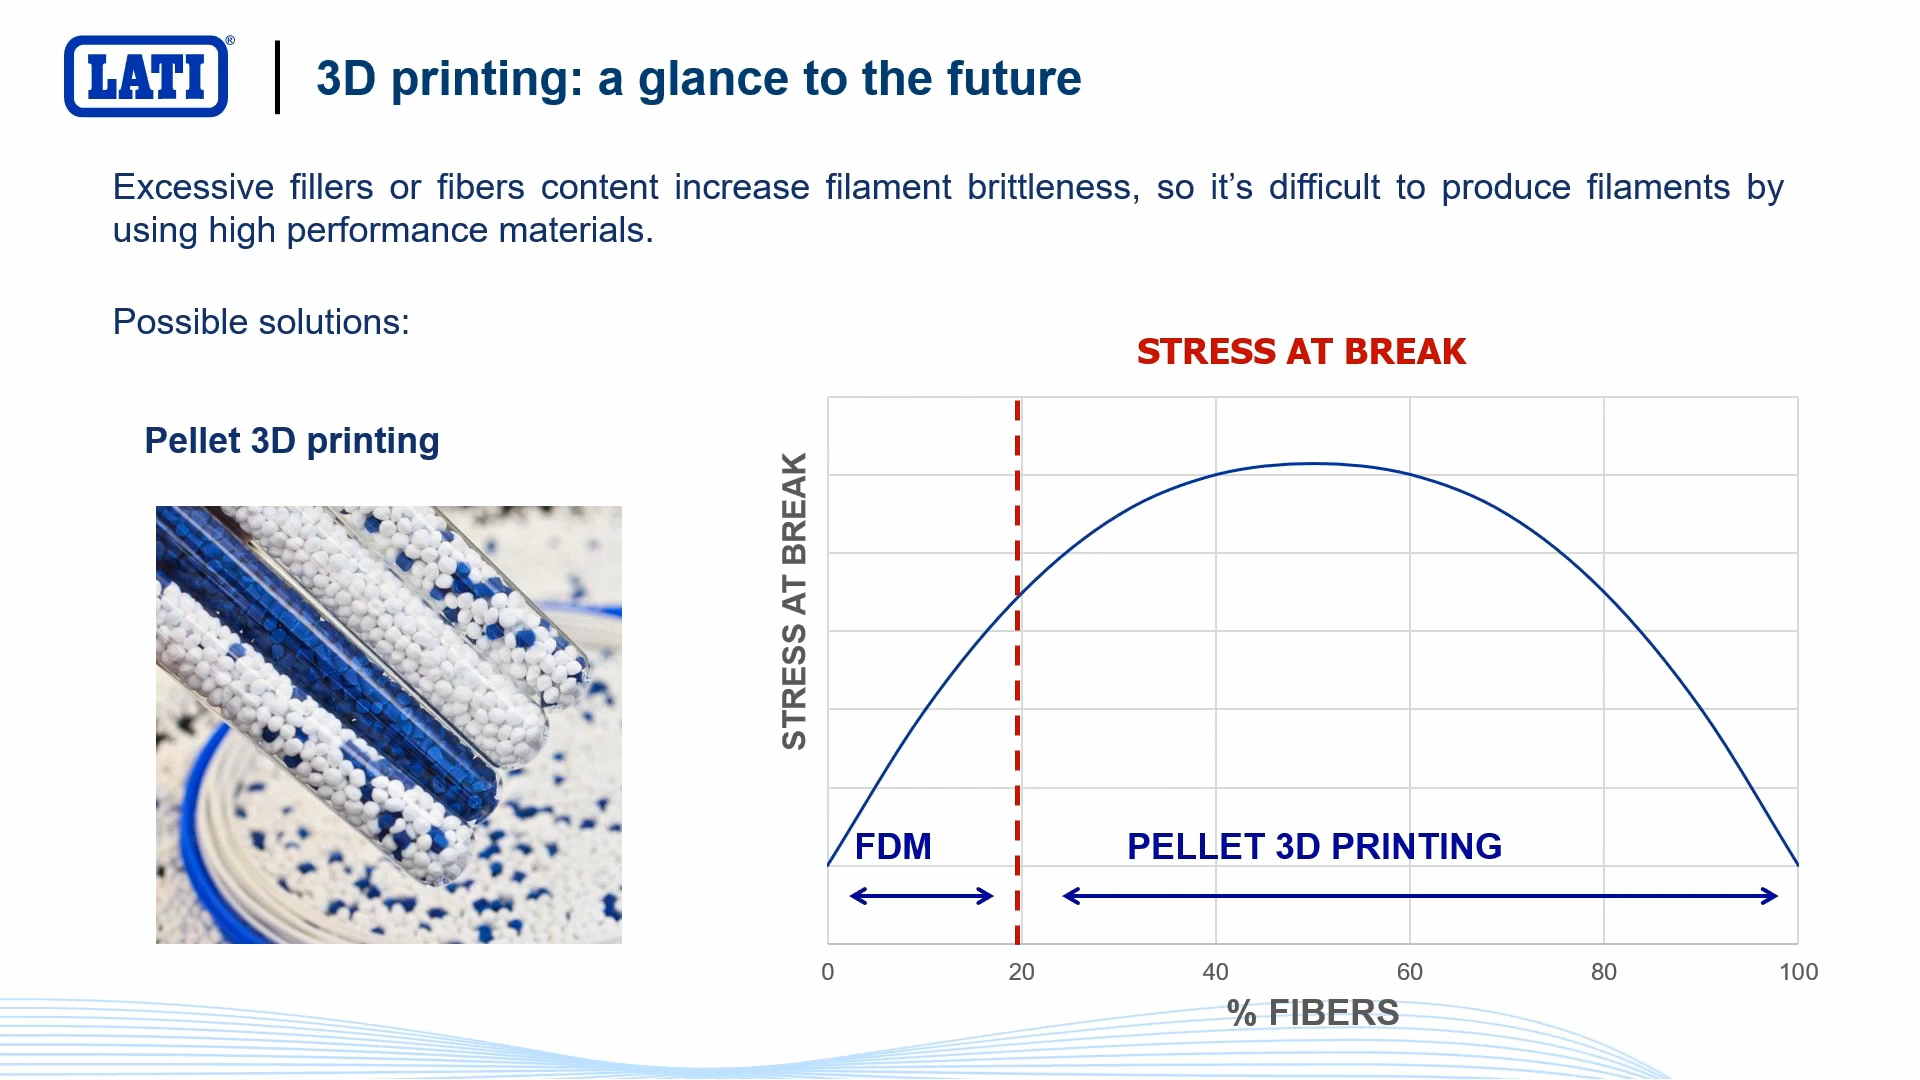 LATI®
3D printing: a glance to the future
Excessive fillers or fibers content increase filament brittleness, so it’s difficult to produce filaments by
using high performance materials.
Possible solutions:
Pellet 3D printing
STRESS AT BREAK
STRESS AT BREAK
FDM
PELLET 3D PRINTING
0 20 40 60 80 100
% FIBERS